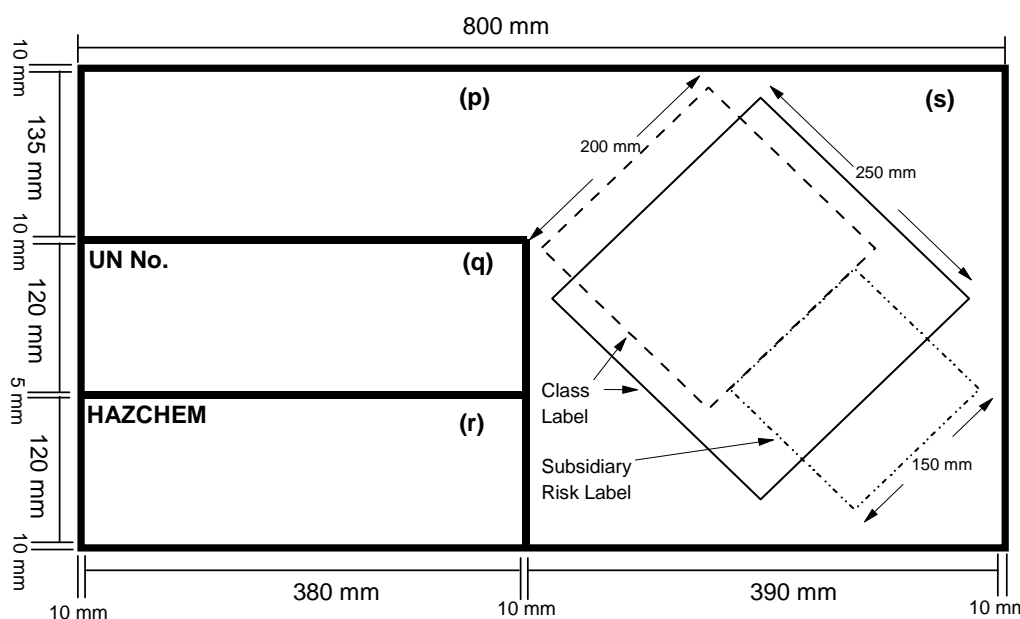 800 mm
10 mm
(p)
(s)
135 mm
200 mm
250 mm
10 mm
UN No.
(q)
120 mm
5 mm
Class
Label
HAZCHEM
(r)
120 mm
Subsidiary
Risk Label
150 mm
10 mm
380 mm
390 mm
10 mm
10 mm
10 mm